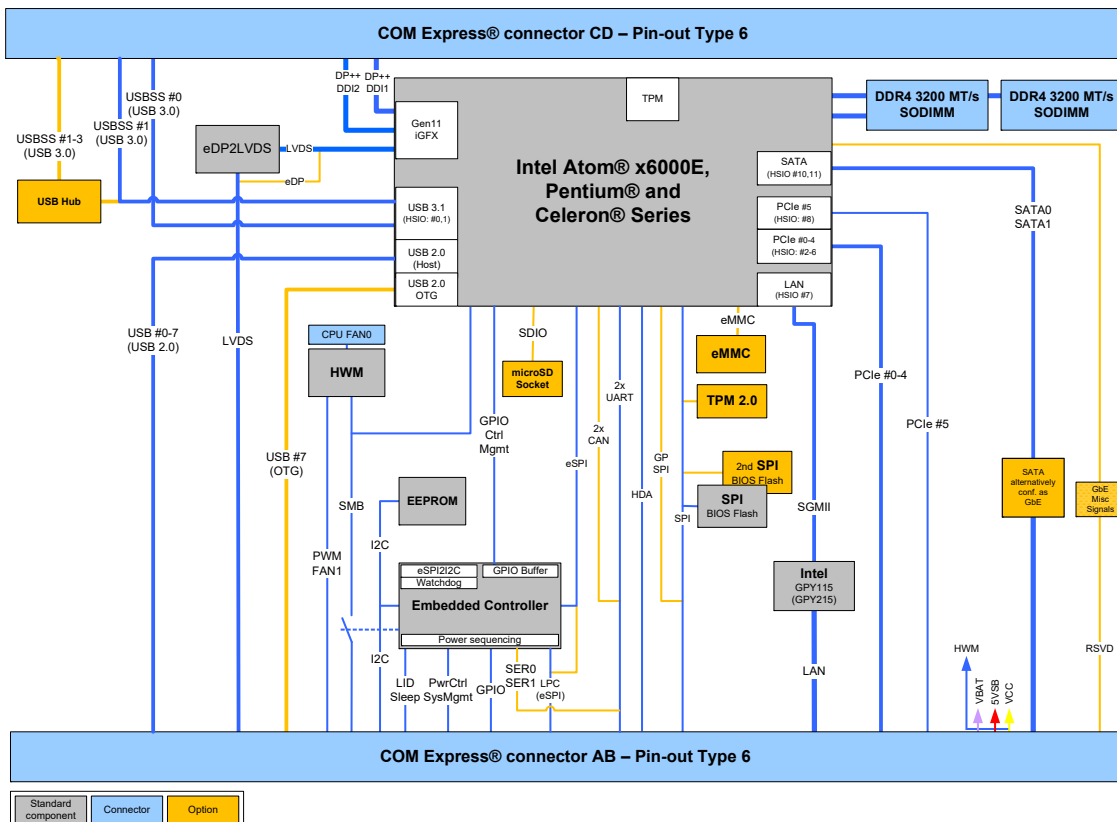 COM Express® connector CD – Pin-out Type 6
USBSS #0
(USB 3.0)
USBSS #1
(USB 3.0)
USBSS #1-3
(USB 3.0)
DP++
DDI2
DP++
DDI1
TPM
DDR4 3200 MT/s
SODIMM
DDR4 3200 MT/s
SODIMM
Gen11
iGFX
eDP2LVDS
LVDS
eDP
Intel Atom® x6000E,
Pentium® and
Celeron® Series
SATA
(HSIO #10,11)
USB Hub
USB 3.1
(HSIO: #0,1)
PCIe #5
(HSIO: #8)
SATA0
SATA1
USB 2.0
(Host)
PCIe #0-4
(HSIO: #2-6
USB 2.0
OTG
LAN
(HSIO #7)
USB #0-7
(USB 2.0)
LVDS
CPU FAN0
HWM
SDIO
microSD
Socket
eMMC
eMMC
TPM 2.0
PCIe #0-4
PCIe #5
2x
UART
2x
CAN
GPIO
Ctrl
Mgmt
eSPI
GP
SPI
HDA
SPI
USB #7
(OTG)
2nd SPI
BIOS Flash
SPI
BIOS Flash
SATA
alternatively
conf. as
GbE
GbE
Misc
Signals
EEPROM
SMB
SGMII
I2C
PWM
FAN1
eSPI2I2C
Watchdog
GPIO Buffer
Embedded Controller
Power sequencing
Intel
GPY115
(GPY215)
I2C
LID
Sleep
PwrCtrl
SysMgmt
GPIO
SER0
SER1
LPC
(eSPI)
LAN
HWM
VBAT
5VSB
VCC
RSVD
COM Express® connector AB – Pin-out Type 6
Standard
component
Connector
Option